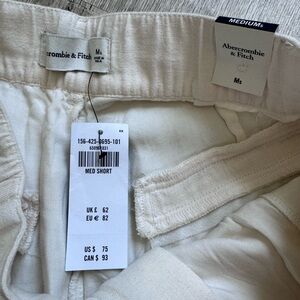 Abercrombie & Fitch
Ms
MEDIUMs
Abercrombie
& Fitch
Ms
156-425-0695-101
MED SHORT
UK £ 62
EU € 82
US $ 75
CAN $ 93